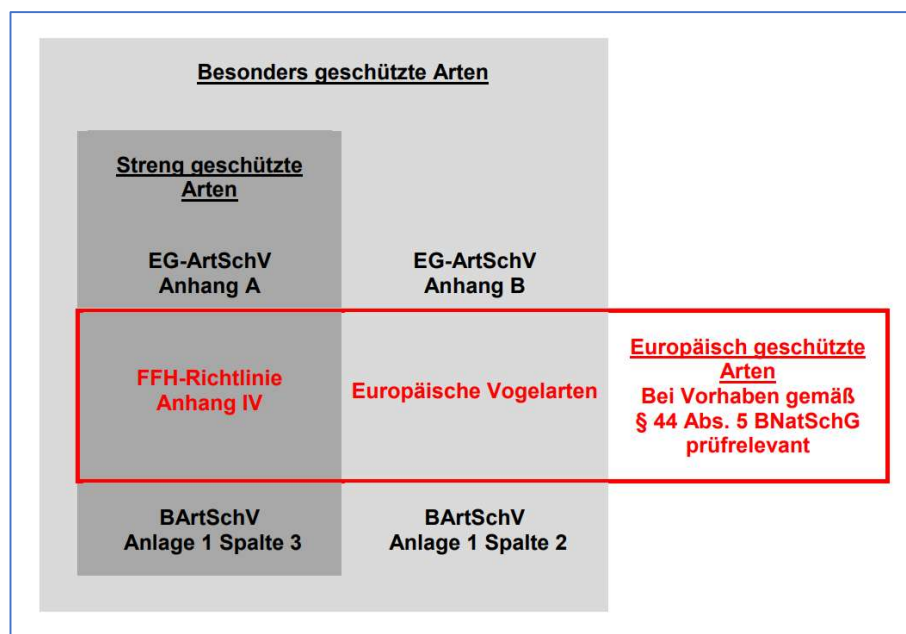 Besonders geschützte Arten
Streng geschützte
Arten
EG-ArtSchV
Anhang A
EG-ArtSchV
Anhang B
FFH-Richtlinie
Anhang IV
Europäische Vogelarten
Europäisch geschützte
Arten
Bei Vorhaben gemäß
§ 44 Abs. 5 BNatSchG
prüfrelevant
BArtSchV
Anlage 1 Spalte 3
BArtSchV
Anlage 1 Spalte 2